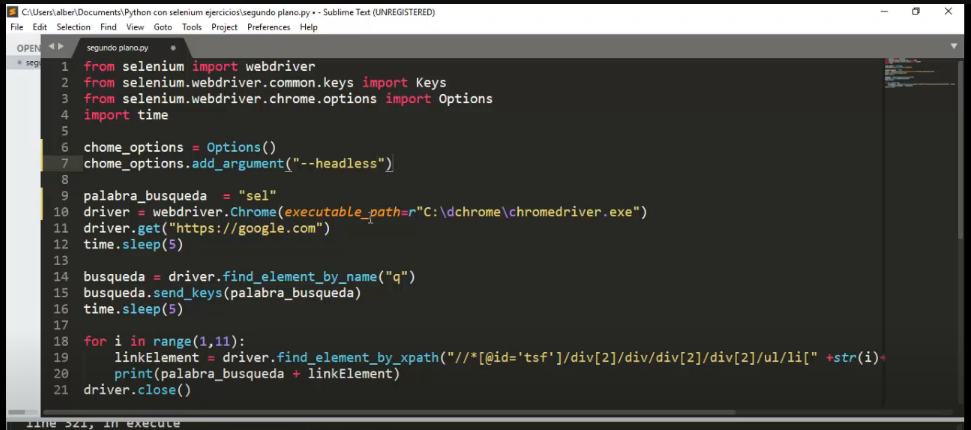 C:\Users\alber\Documents\Python con selenium ejercicios\segundo plano.py • - Sublime Text (UNREGISTERED)
File Edit Selection Find View Goto Tools Project Preferences Help
OPEN
segundo plano.py
1 from selenium import webdriver
2 from selenium.webdriver.common.keys import Keys
3 from selenium.webdriver.chrome.options import Options
4 import time
5
6 chome_options = Options()
7 chome_options.add_argument("--headless")
8
9 palabra_busqueda  = "sel"
10 driver = webdriver.Chrome(executable_path=r"C:\dchrome\chromedriver.exe")
11 driver.get("https://google.com")
12 time.sleep(5)
13
14 busqueda = driver.find_element_by_name("q")
15 busqueda.send_keys(palabra_busqueda)
16 time.sleep(5)
17
18 for i in range(1,11):
19     linkElement = driver.find_element_by_xpath("//*[@id='tsf']/div[2]/div/div[2]/div[2]/ul/li[" +str(i)+
20     print(palabra_busqueda + linkElement)
21 driver.close()
line 321, in execute